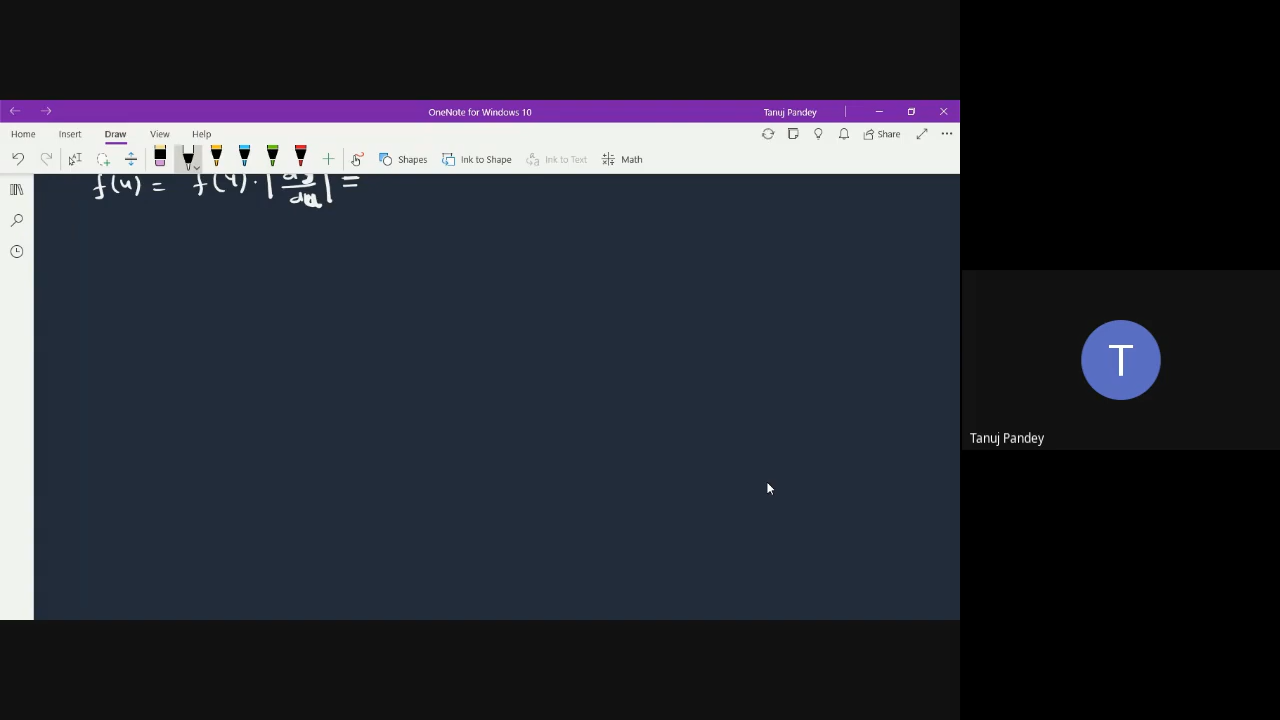 OneNote for Windows 10
Tanuj Pandey
Home Insert Draw View Help
Share
Shapes Ink to Shape Ink to Text Math
f(u) = f(y) · |dy/du| =
T
Tanuj Pandey